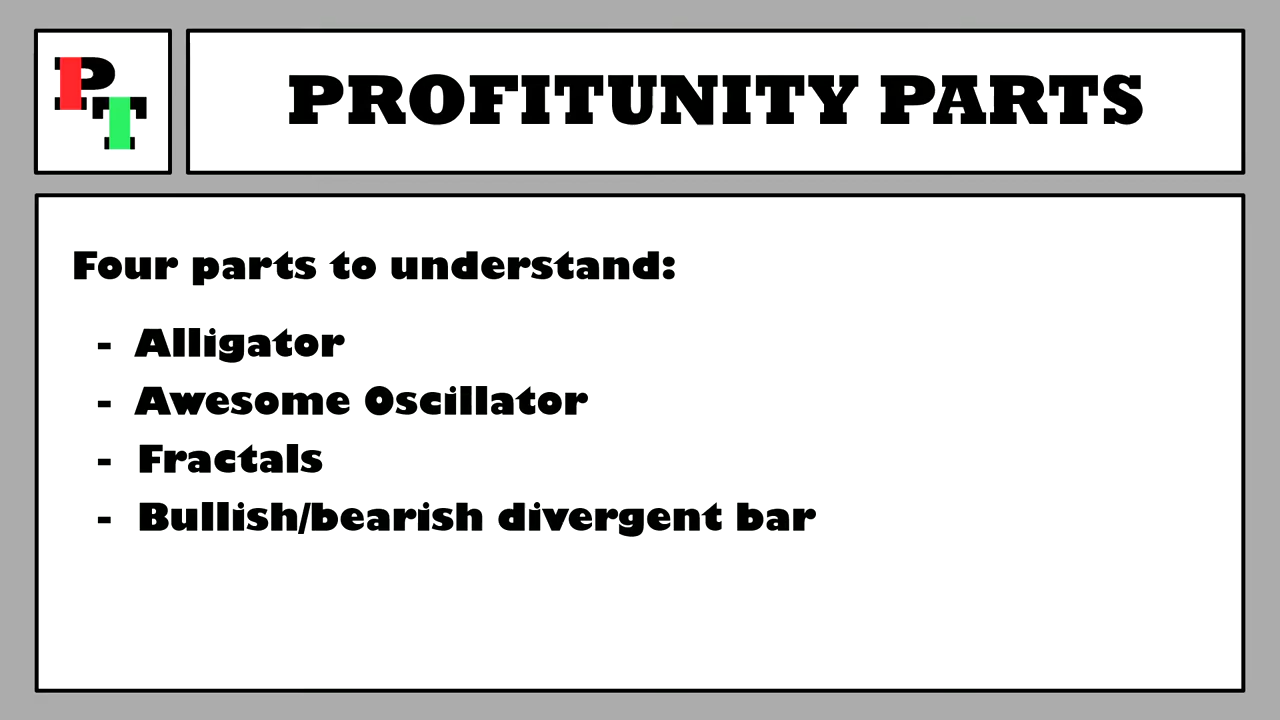 PT
PROFITUNITY PARTS
Four parts to understand:
- Alligator
- Awesome Oscillator
- Fractals
- Bullish/bearish divergent bar